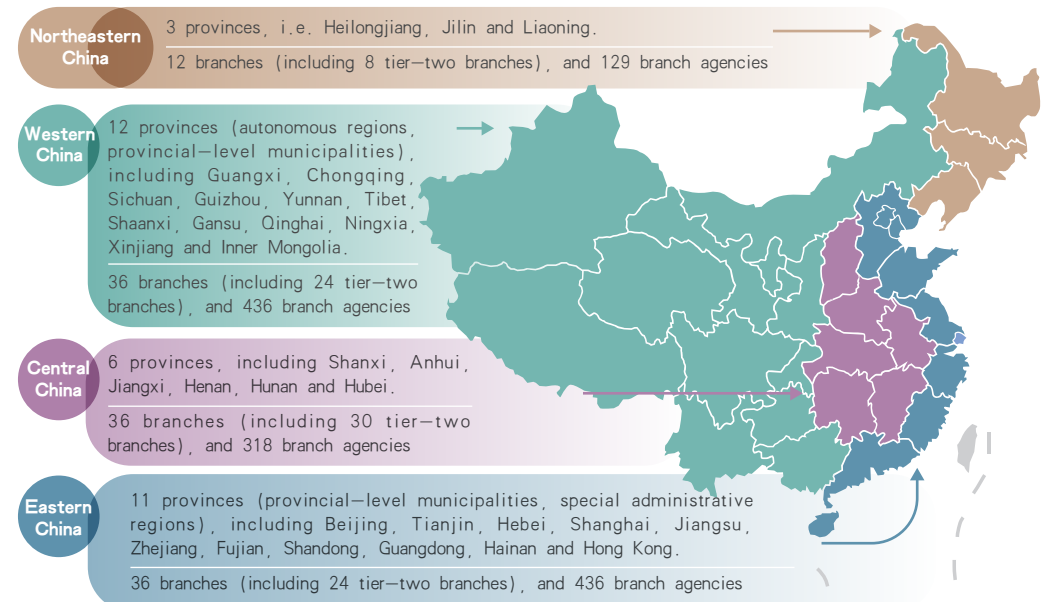 Northeastern
China
3 provinces, i.e. Heilongjiang, Jilin and Liaoning.
12 branches (including 8 tier-two branches), and 129 branch agencies
Western
China
12 provinces (autonomous regions,
provincial-level municipalities),
including Guangxi, Chongqing,
Sichuan, Guizhou, Yunnan, Tibet,
Shaanxi, Gansu, Qinghai, Ningxia,
Xinjiang and Inner Mongolia.
36 branches (including 24 tier-two
branches), and 436 branch agencies
Central
China
6 provinces, including Shanxi, Anhui,
Jiangxi, Henan, Hunan and Hubei.
36 branches (including 30 tier-two
branches), and 318 branch agencies
Eastern
China
11 provinces (provincial-level municipalities, special administrative
regions), including Beijing, Tianjin, Hebei, Shanghai, Jiangsu,
Zhejiang, Fujian, Shandong, Guangdong, Hainan and Hong Kong.
36 branches (including 24 tier-two branches), and 436 branch agencies